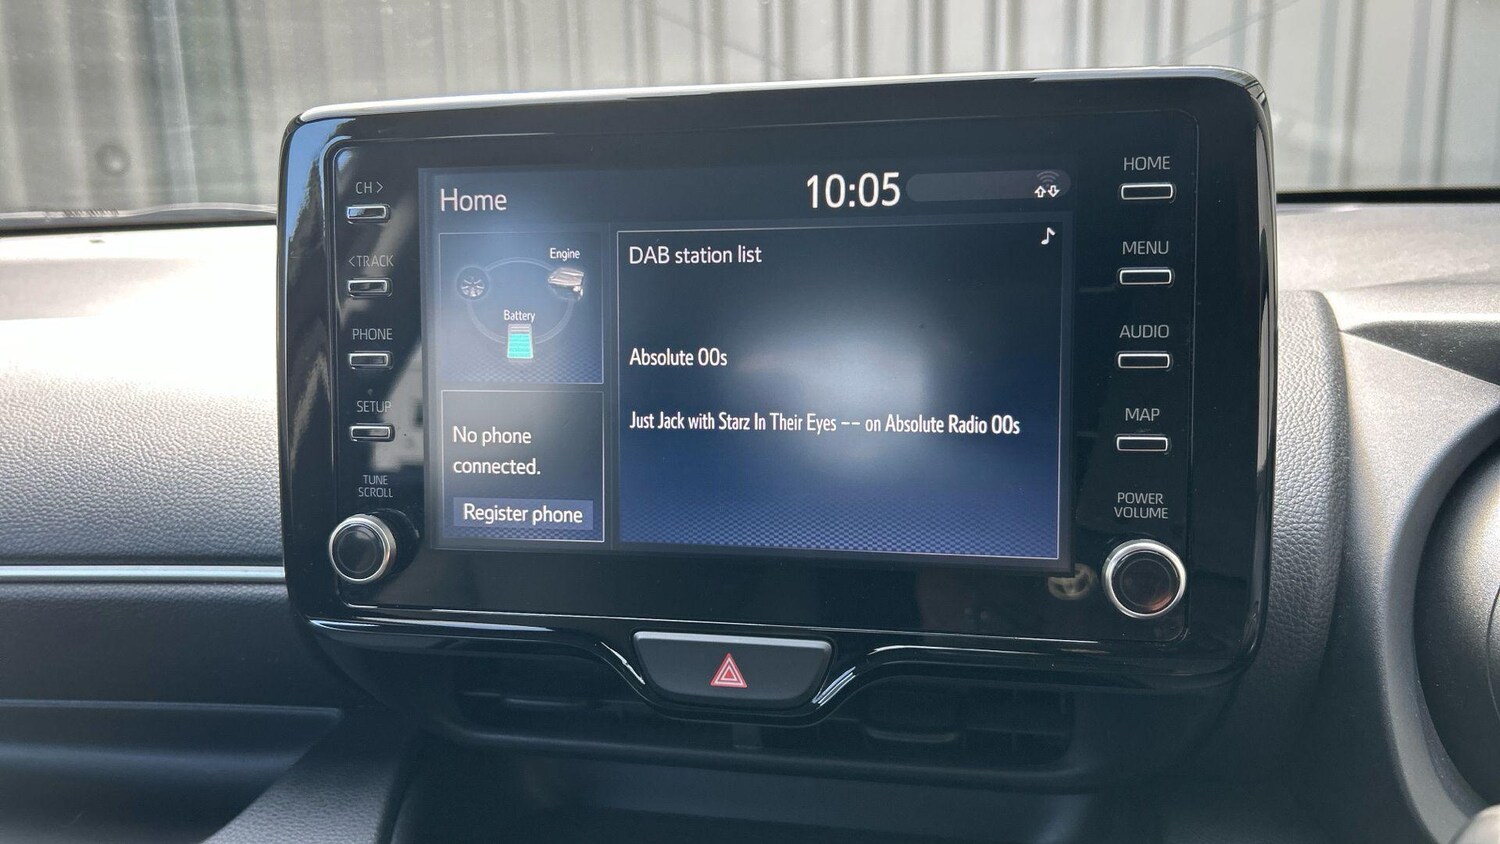 CH >
<TRACK
PHONE
SETUP
TUNE
SCROLL
Home
10:05
Engine
Battery
No phone
connected.
Register phone
DAB station list
Absolute 00s
Just Jack with Starz In Their Eyes -- on Absolute Radio 00s
HOME
MENU
AUDIO
MAP
POWER
VOLUME